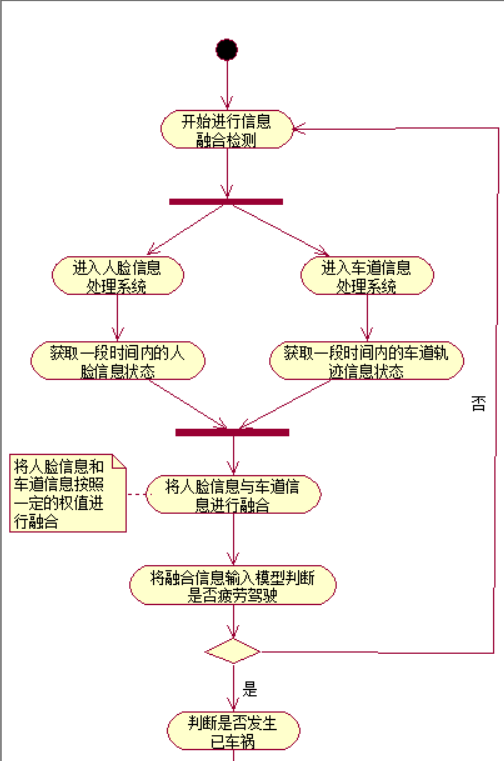 开始进行信息
融合检测
进入人脸信息
处理系统
进入车道信息
处理系统
获取一段时间内的人
脸信息状态
获取一段时间内的车道轨
迹信息状态
否
将人脸信息和
车道信息按照
一定的权值进
行融合
将人脸信息与车道信
息进行融合
将融合信息输入模型判断
是否疲劳驾驶
是
判断是否发生
已车祸